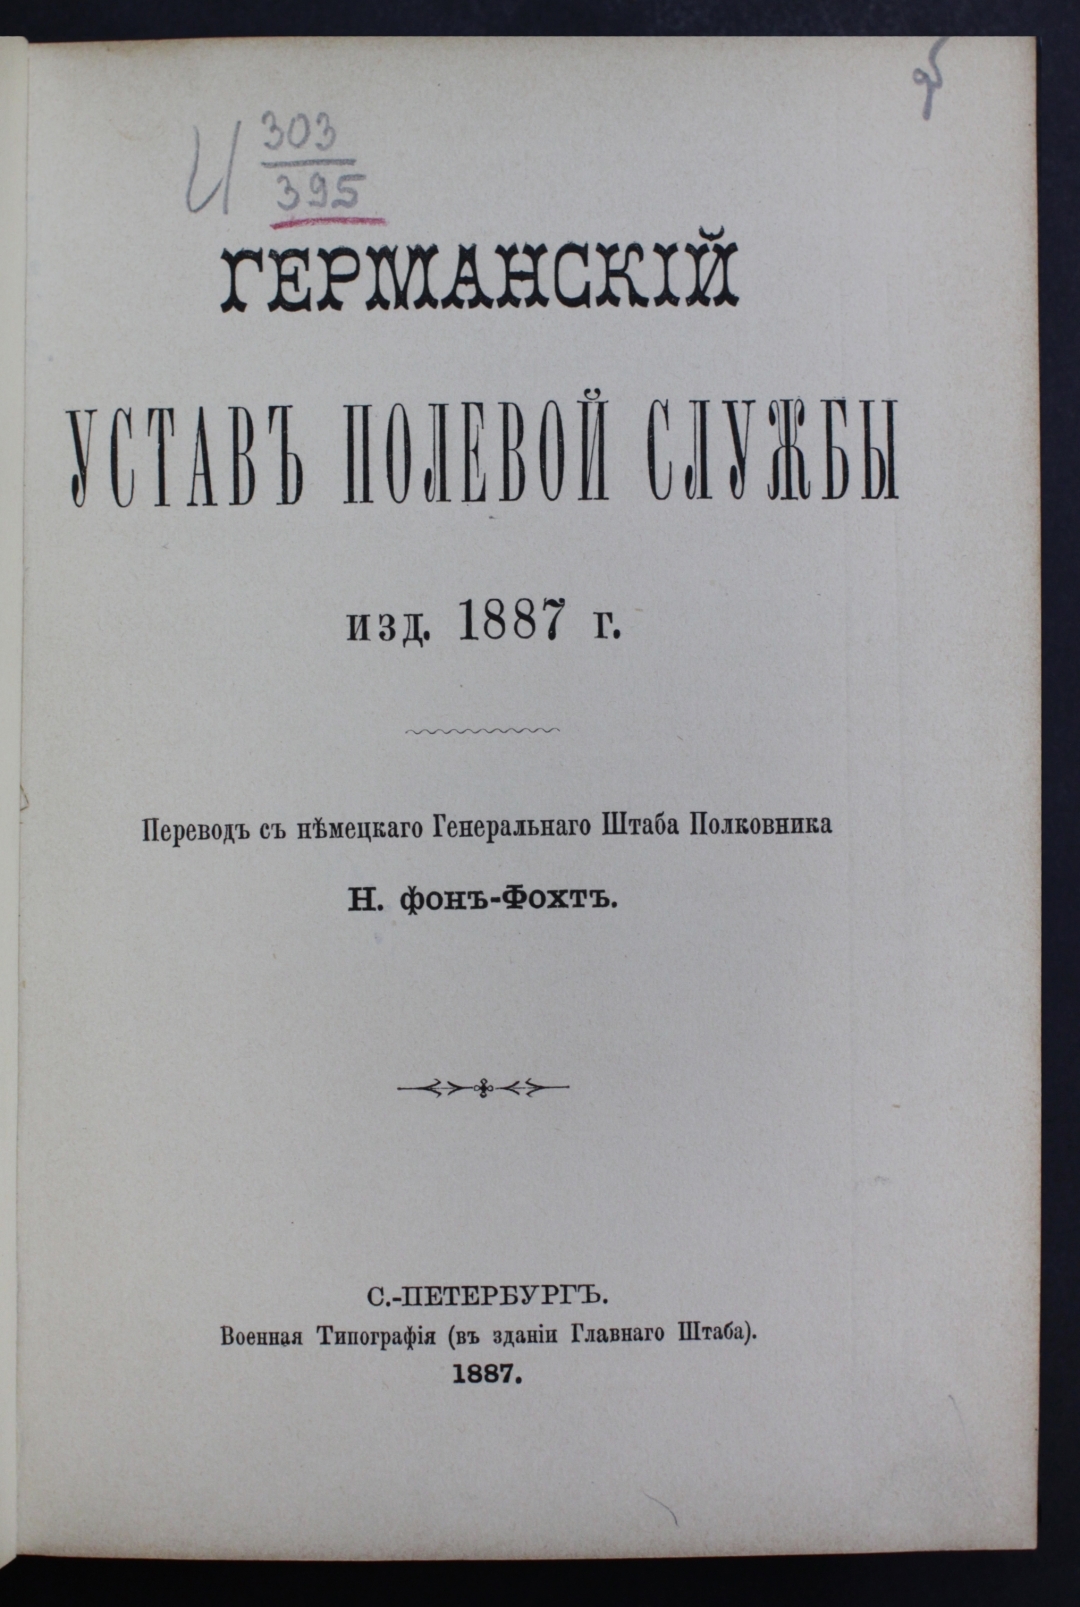 И 303
395
ГЕРМАНСКІЙ
УСТАВЪ ПОЛЕВОЙ СЛУЖБЫ
изд. 1887 г.
Переводъ съ нѣмецкаго Генеральнаго Штаба Полковника
Н. фонъ-Фохтъ.
С.-ПЕТЕРБУРГЪ.
Военная Типографія (въ зданіи Главнаго Штаба).
1887.